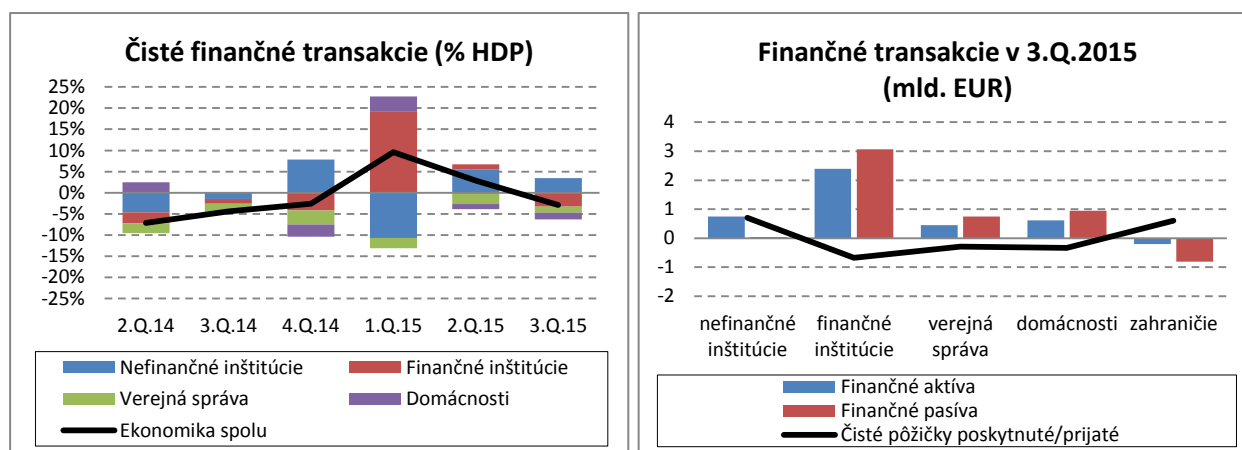 Čisté finančné transakcie (% HDP)
25%
20%
15%
10%
5%
0%
-5%
-10%
-15%
-20%
-25%
2.Q.14 3.Q.14 4.Q.14 1.Q.15 2.Q.15 3.Q.15
Nefinančné inštitúcie Finančné inštitúcie
Verejná správa Domácnosti
Ekonomika spolu
Finančné transakcie v 3.Q.2015
(mld. EUR)
4
3
2
1
0
-1
-2
nefinančné finančné verejná domácnosti zahraničie
inštitúcie inštitúcie správa
Finančné aktíva
Finančné pasíva
Čisté pôžičky poskytnuté/prijaté